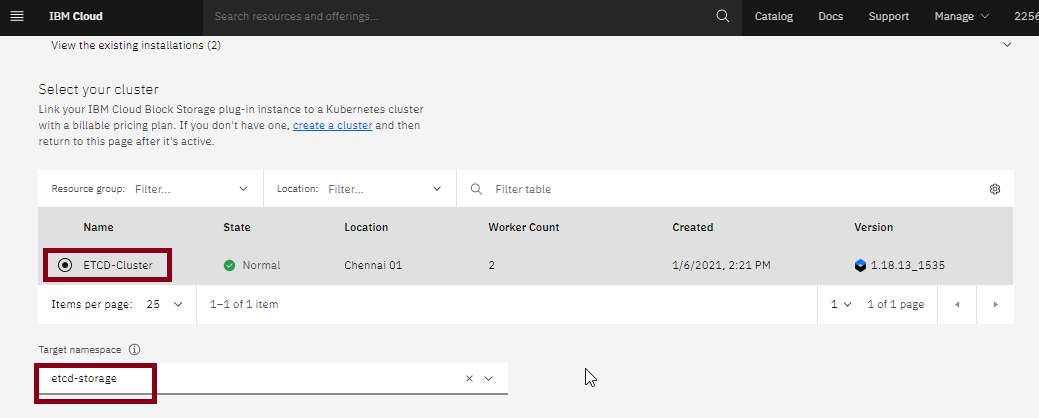 IBM Cloud Search resources and offerings... Catalog Docs Support Manage 2256
View the existing installations (2)
Select your cluster
Link your IBM Cloud Block Storage plug-in instance to a Kubernetes cluster
with a billable pricing plan. If you don't have one, create a cluster and then
return to this page after it's active.
Resource group: Filter... Location: Filter... Filter table
Name State Location Worker Count Created Version
ETCD-Cluster Normal Chennai 01 2 1/6/2021, 2:21 PM 1.18.13_1535
Items per page: 25 1–1 of 1 item 1 1 of 1 page
Target namespace
etcd-storage